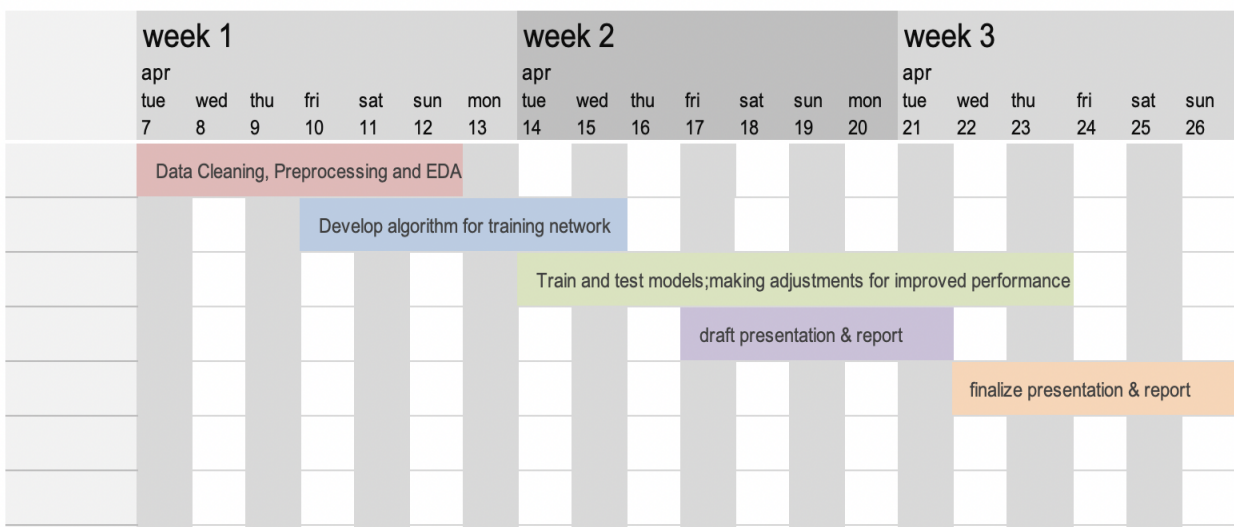 week 1 week 2 week 3
apr apr apr
tue wed thu fri sat sun mon tue wed thu fri sat sun mon tue wed thu fri sat sun
7 8 9 10 11 12 13 14 15 16 17 18 19 20 21 22 23 24 25 26
Data Cleaning, Preprocessing and EDA
Develop algorithm for training network
Train and test models;making adjustments for improved performance
draft presentation & report
finalize presentation & report